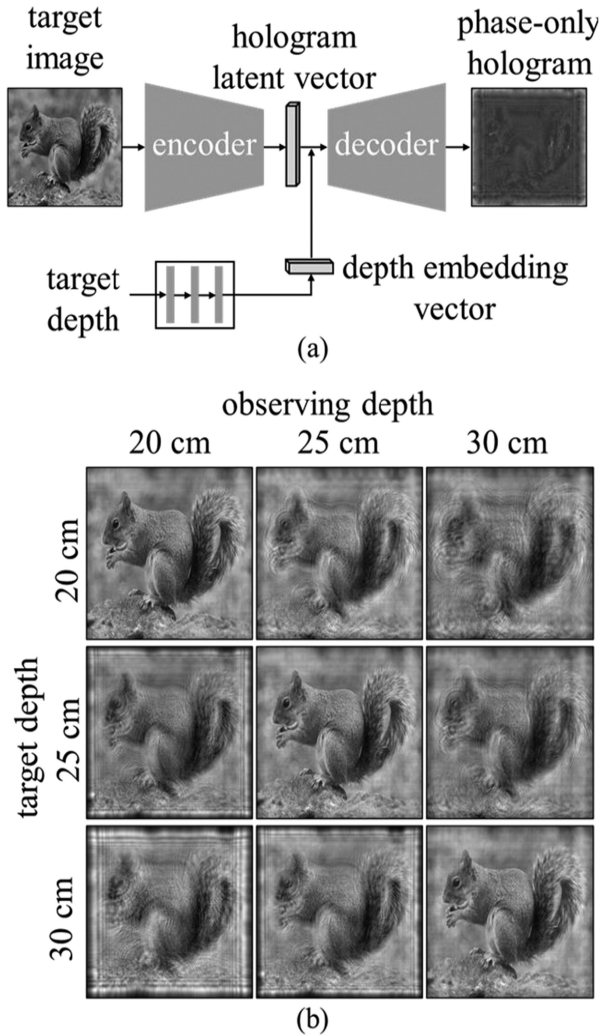 target
image
hologram
latent vector
phase-only
hologram
encoder
decoder
target
depth
depth embedding
vector
(a)
observing depth
20 cm 25 cm 30 cm
target depth
20 cm
25 cm
30 cm
(b)